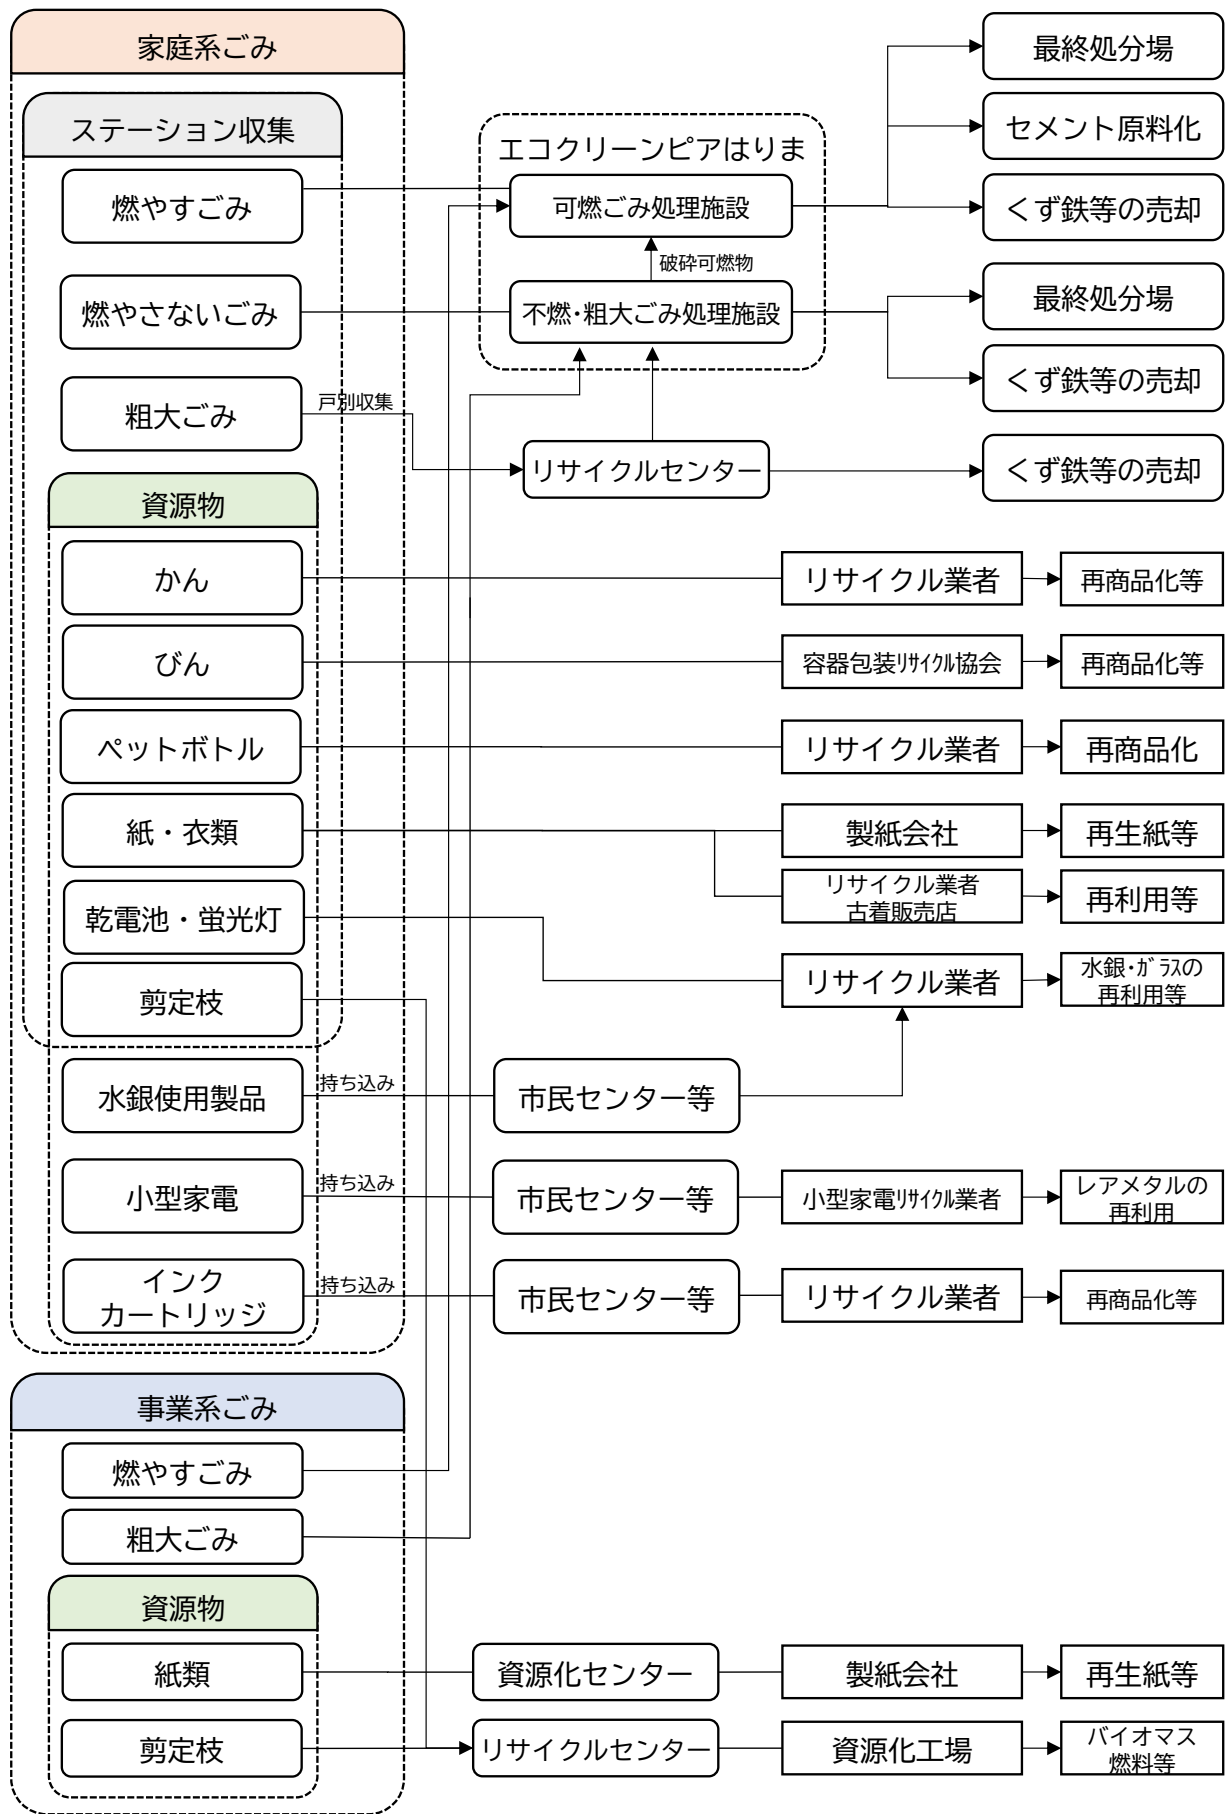 家庭系ごみ
ステーション収集
燃やすごみ
燃やさないごみ
粗大ごみ
戸別収集
資源物
かん
びん
ペットボトル
紙・衣類
乾電池・蛍光灯
剪定枝
水銀使用製品
持ち込み
小型家電
持ち込み
インク
カートリッジ
持ち込み
エコクリーンピアはりま
可燃ごみ処理施設
破砕可燃物
不燃・粗大ごみ処理施設
リサイクルセンター
市民センター等
市民センター等
市民センター等
最終処分場
セメント原料化
くず鉄等の売却
最終処分場
くず鉄等の売却
くず鉄等の売却
リサイクル業者
再商品化等
容器包装ﾘｻｲｸﾙ協会
再商品化等
リサイクル業者
再商品化
製紙会社
再生紙等
リサイクル業者
古着販売店
再利用等
リサイクル業者
水銀・ｶﾞﾗｽの
再利用等
小型家電ﾘｻｲｸﾙ業者
レアメタルの
再利用
リサイクル業者
再商品化等
事業系ごみ
燃やすごみ
粗大ごみ
資源物
紙類
資源化センター
製紙会社
再生紙等
剪定枝
リサイクルセンター
資源化工場
バイオマス
燃料等